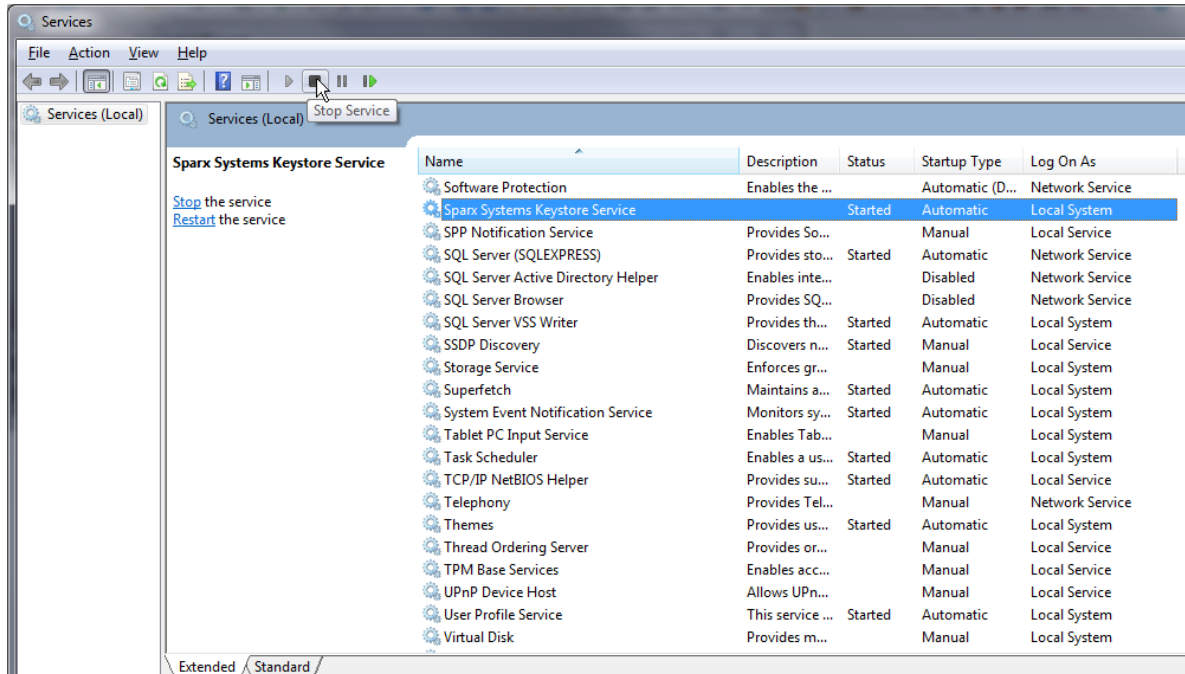 Services
File Action View Help
Stop Service
Services (Local)
Services (Local)
Sparx Systems Keystore Service
Stop the service
Restart the service
Name Description Status Startup Type Log On As
Software Protection Enables the ... Automatic (D... Network Service
Sparx Systems Keystore Service Started Automatic Local System
SPP Notification Service Provides So... Manual Local Service
SQL Server (SQLEXPRESS) Provides sto... Started Automatic Network Service
SQL Server Active Directory Helper Enables inte... Disabled Network Service
SQL Server Browser Provides SQ... Disabled Network Service
SQL Server VSS Writer Provides th... Started Automatic Local System
SSDP Discovery Discovers n... Started Manual Local Service
Storage Service Enforces gr... Manual Local System
Superfetch Maintains a... Started Automatic Local System
System Event Notification Service Monitors sy... Started Automatic Local System
Tablet PC Input Service Enables Tab... Manual Local System
Task Scheduler Enables a us... Started Automatic Local System
TCP/IP NetBIOS Helper Provides su... Started Automatic Local Service
Telephony Provides Tel... Manual Network Service
Themes Provides us... Started Automatic Local System
Thread Ordering Server Provides or... Manual Local Service
TPM Base Services Enables acc... Manual Local Service
UPnP Device Host Allows UPn... Manual Local Service
User Profile Service This service ... Started Automatic Local System
Virtual Disk Provides m... Manual Local System
Extended Standard